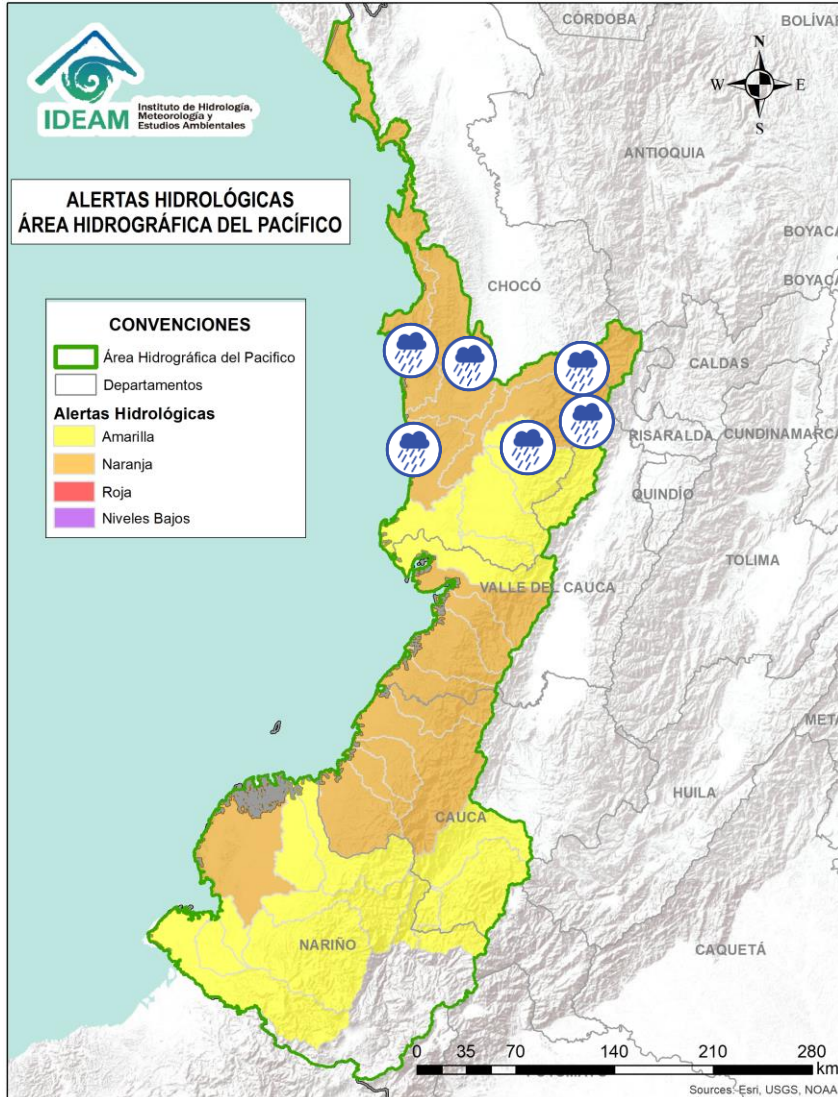 CÓRDOBA
BOLÍVAR
N
W E
S
IDEAM
Instituto de Hidrología,
Meteorología y
Estudios Ambientales
ANTIOQUIA
ALERTAS HIDROLÓGICAS
ÁREA HIDROGRÁFICA DEL PACÍFICO
BOYACÁ
BOYACÁ
CHOCÓ
CONVENCIONES
Área Hidrográfica del Pacifico
Departamentos
Alertas Hidrológicas
Amarilla
Naranja
Roja
Niveles Bajos
CALDAS
RISARALDA
CUNDINAMARCA
QUINDÍO
TOLIMA
VALLE DEL CAUCA
META
HUILA
CAUCA
NARIÑO
CAQUETÁ
0 35 70 140 210 280
km
Sources: Esri, USGS, NOAA